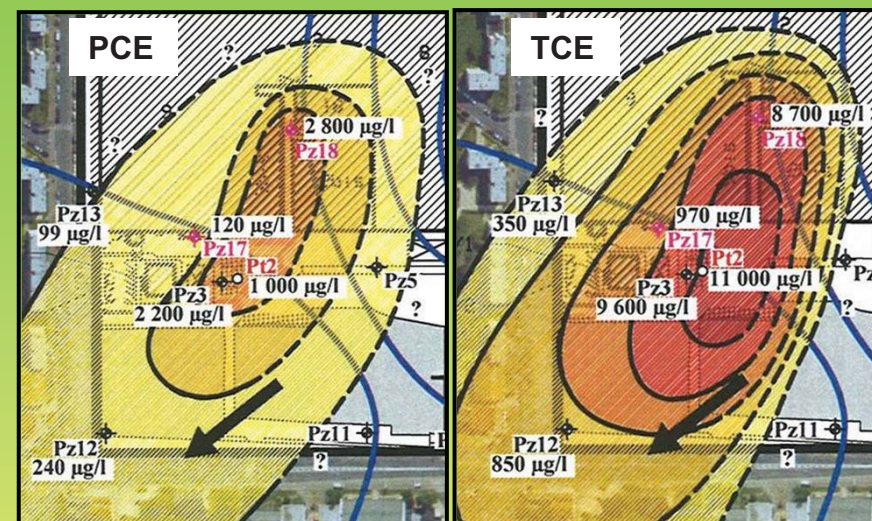 PCE
?
?
8
?
2 800 µg/l
Pz18
?
Pz13
99 µg/l
120 µg/l
Pz17
Pt2
Pz3
1 000 µg/l
Pz5
2 200 µg/l
?
Pz12
240 µg/l
Pz11
?
TCE
?
?
8 700 µg/l
Pz18
?
Pz13
350 µg/l
970 µg/l
Pz17
Pt2
Pz3
11 000 µg/l
Pz
9 600 µg/l
?
Pz12
850 µg/l
Pz11
?